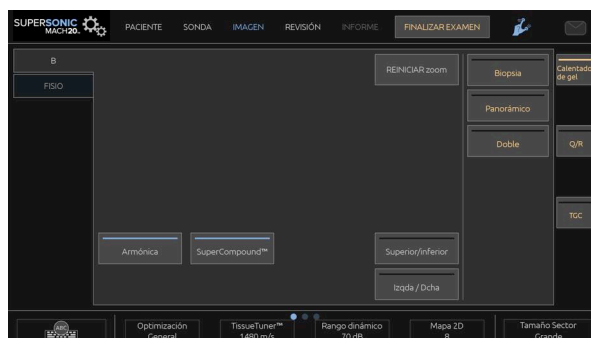 SUPERSONIC
MACH20.
PACIENTE SONDA IMAGEN REVISIÓN INFORME FINALIZAR EXAMEN
B
FISIO
REINICIAR zoom
Biopsia
Calentado
de gel
Panorámico
Doble
Q/R
TGC
Armónica
SuperCompound™
Superior/inferior
Izqda / Dcha
ABC
Optimización
General
TissueTuner™
1480 m/s
Rango dinámico
70 dB
Mapa 2D
8
Tamaño Sector
Grande